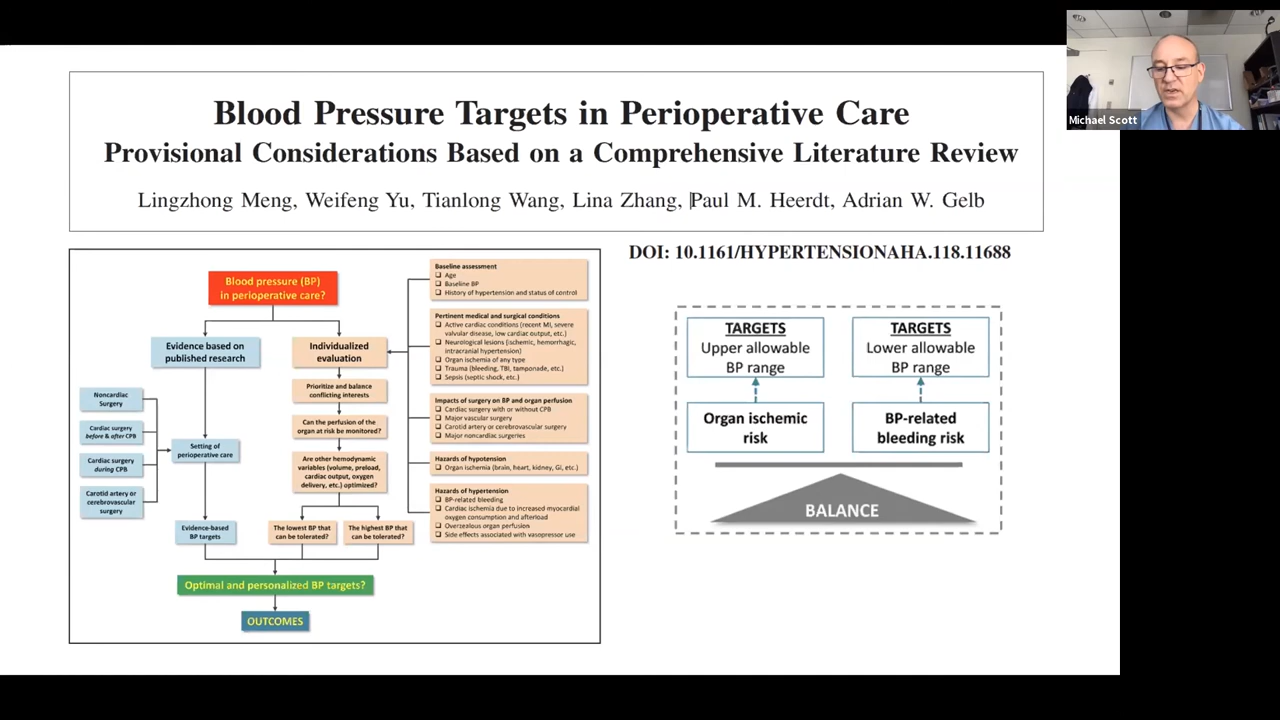 Blood Pressure Targets in Perioperative Care
Provisional Considerations Based on a Comprehensive Literature Review
Lingzhong Meng, Weifeng Yu, Tianlong Wang, Lina Zhang, Paul M. Heerdt, Adrian W. Gelb
Michael Scott
DOI: 10.1161/HYPERTENSIONAHA.118.11688
Blood pressure (BP)
in perioperative care?
Evidence based on
published research
Individualized
evaluation
Noncardiac
Surgery
Cardiac surgery
before & after CPB
Cardiac surgery
during CPB
Carotid artery or
cerebrovascular
surgery
Setting of
perioperative care
Evidence-based
BP targets
Prioritize and balance
conflicting interests
Can the perfusion of the
organ at risk be monitored?
Are other hemodynamic
variables (volume, preload,
cardiac output, oxygen
delivery, etc.) optimized?
The lowest BP that
can be tolerated?
The highest BP that
can be tolerated?
Optimal and personalized BP targets?
OUTCOMES
Baseline assessment
Age
Baseline BP
History of hypertension and status of control
Pertinent medical and surgical conditions
Active cardiac conditions (recent MI, severe
valvular disease, low cardiac output, etc.)
Neurological lesions (ischemic, hemorrhagic,
intracranial hypertension)
Organ ischemia of any type
Trauma (bleeding, TBI, tamponade, etc.)
Sepsis (septic shock, etc.)
Impacts of surgery on BP and organ perfusion
Cardiac surgery with or without CPB
Major vascular surgery
Carotid artery or cerebrovascular surgery
Major noncardiac surgeries
Hazards of hypotension
Organ ischemia (brain, heart, kidney, GI, etc.)
Hazards of hypertension
BP-related bleeding
Cardiac ischemia due to increased myocardial
oxygen consumption and afterload
Overzealous organ perfusion
Side effects associated with vasopressor use
TARGETS
Upper allowable
BP range
TARGETS
Lower allowable
BP range
Organ ischemic
risk
BP-related
bleeding risk
BALANCE